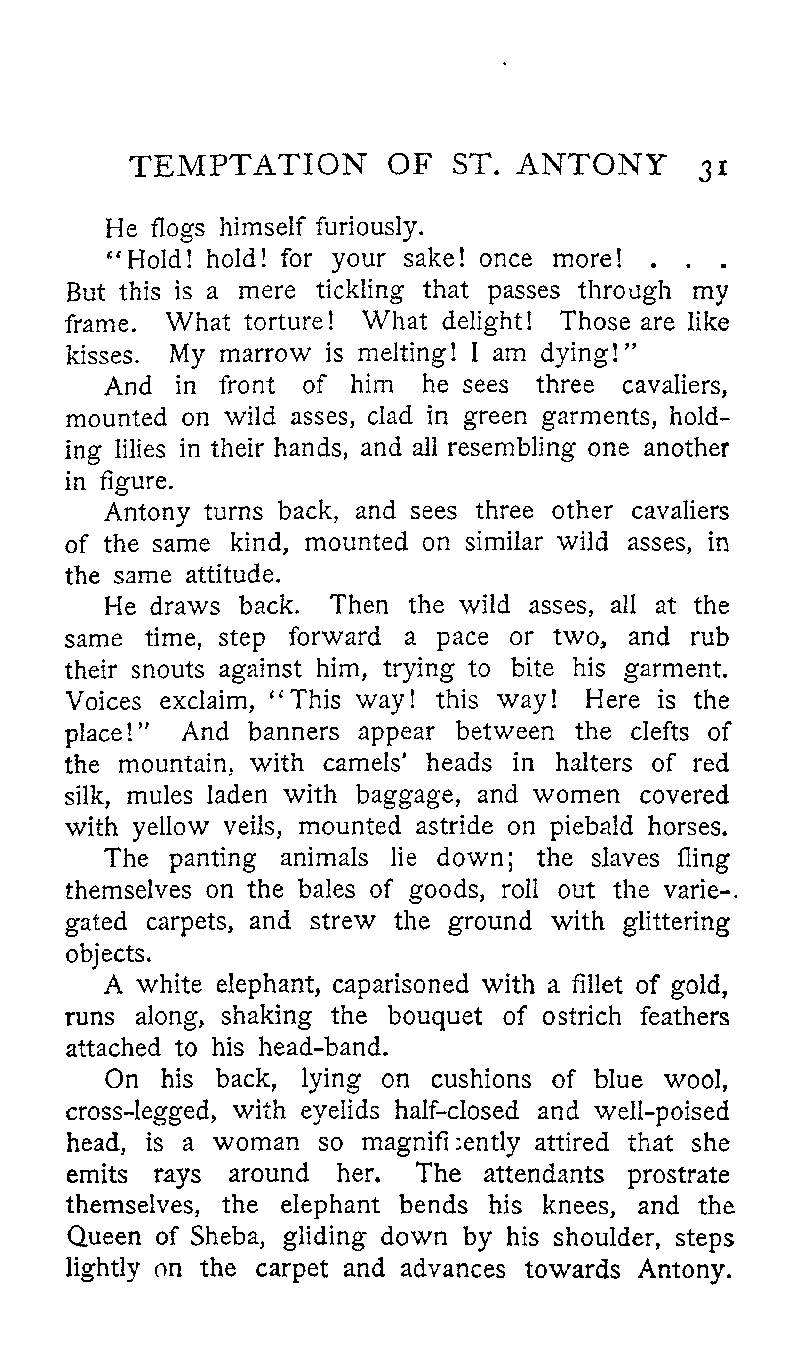 TEMPTATION OF ST. ANTONY 31
He flogs himself furiously.
“Hold! hold! for your sake! once more! . . .
But this is a mere tickling that passes through my
frame. What torture! What delight! Those are like
kisses. My marrow is melting! I am dying!”
And in front of him he sees three cavaliers,
mounted on wild asses, clad in green garments, hold-
ing lilies in their hands, and all resembling one another
in figure.
Antony turns back, and sees three other cavaliers
of the same kind, mounted on similar wild asses, in
the same attitude.
He draws back. Then the wild asses, all at the
same time, step forward a pace or two, and rub
their snouts against him, trying to bite his garment.
Voices exclaim, “This way! this way! Here is the
place!” And banners appear between the clefts of
the mountain, with camels' heads in halters of red
silk, mules laden with baggage, and women covered
with yellow veils, mounted astride on piebald horses.
The panting animals lie down; the slaves fling
themselves on the bales of goods, roll out the varie-.
gated carpets, and strew the ground with glittering
objects.
A white elephant, caparisoned with a fillet of gold,
runs along, shaking the bouquet of ostrich feathers
attached to his head-band.
On his back, lying on cushions of blue wool,
cross-legged, with eyelids half-closed and well-poised
head, is a woman so magnificently attired that she
emits rays around her. The attendants prostrate
themselves, the elephant bends his knees, and the
Queen of Sheba, gliding down by his shoulder, steps
lightly on the carpet and advances towards Antony.